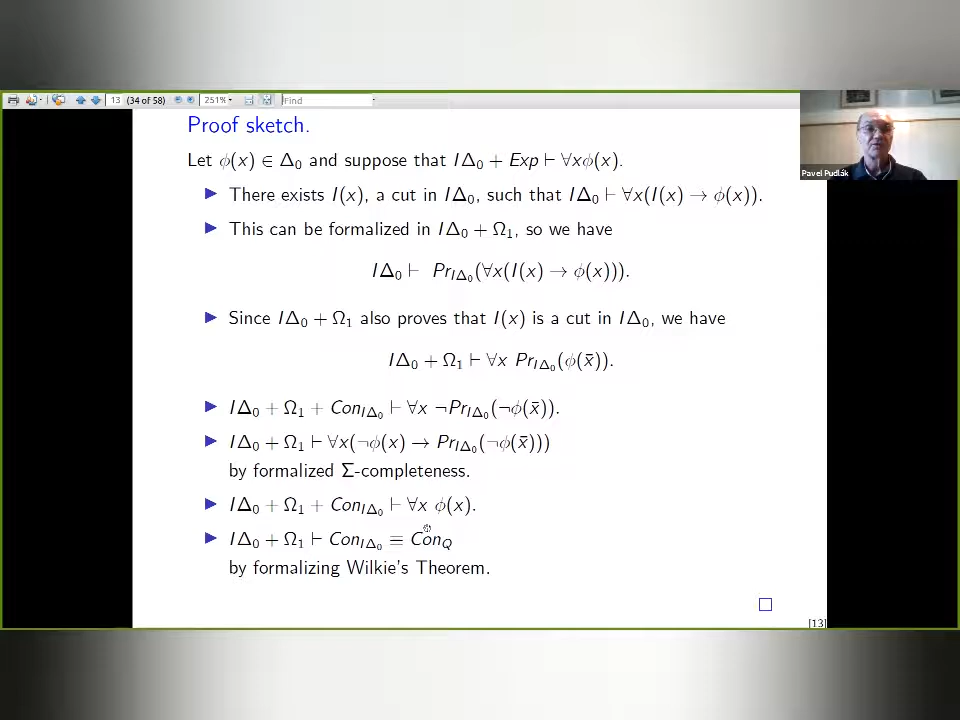 13 (34 of 58) 251% Find
Proof sketch.
Let ϕ(x) ∈ Δ₀ and suppose that IΔ₀ + Exp ⊢ ∀xϕ(x).
▶ There exists I(x), a cut in IΔ₀, such that IΔ₀ ⊢ ∀x(I(x) → ϕ(x)).
▶ This can be formalized in IΔ₀ + Ω₁, so we have
IΔ₀ ⊢ Pr_{IΔ₀}(∀x(I(x) → ϕ(x))).
▶ Since IΔ₀ + Ω₁ also proves that I(x) is a cut in IΔ₀, we have
IΔ₀ + Ω₁ ⊢ ∀x Pr_{IΔ₀}(ϕ(x̄)).
▶ IΔ₀ + Ω₁ + Con_{IΔ₀} ⊢ ∀x ¬Pr_{IΔ₀}(¬ϕ(x̄)).
▶ IΔ₀ + Ω₁ ⊢ ∀x(¬ϕ(x) → Pr_{IΔ₀}(¬ϕ(x̄)))
by formalized Σ-completeness.
▶ IΔ₀ + Ω₁ + Con_{IΔ₀} ⊢ ∀x ϕ(x).
▶ IΔ₀ + Ω₁ ⊢ Con_{IΔ₀} ≡ Con_Q
by formalizing Wilkie's Theorem.
□
[13]
Pavel Pudlák